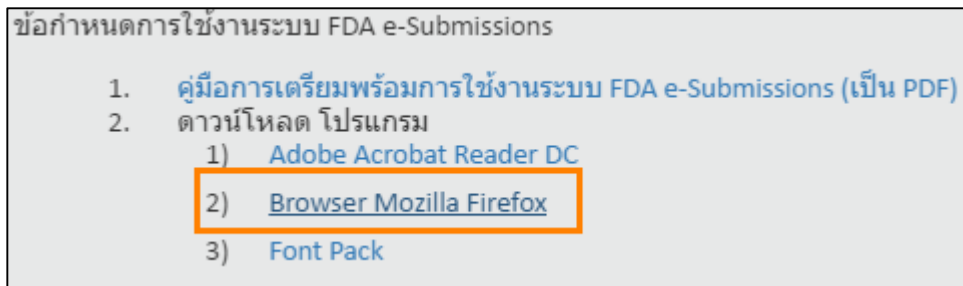 ข้อกำหนดการใช้งานระบบ FDA e-Submissions
1. คู่มือการเตรียมพร้อมการใช้งานระบบ FDA e-Submissions (เป็น PDF)
2. ดาวน์โหลด โปรแกรม
1) Adobe Acrobat Reader DC
2) Browser Mozilla Firefox
3) Font Pack